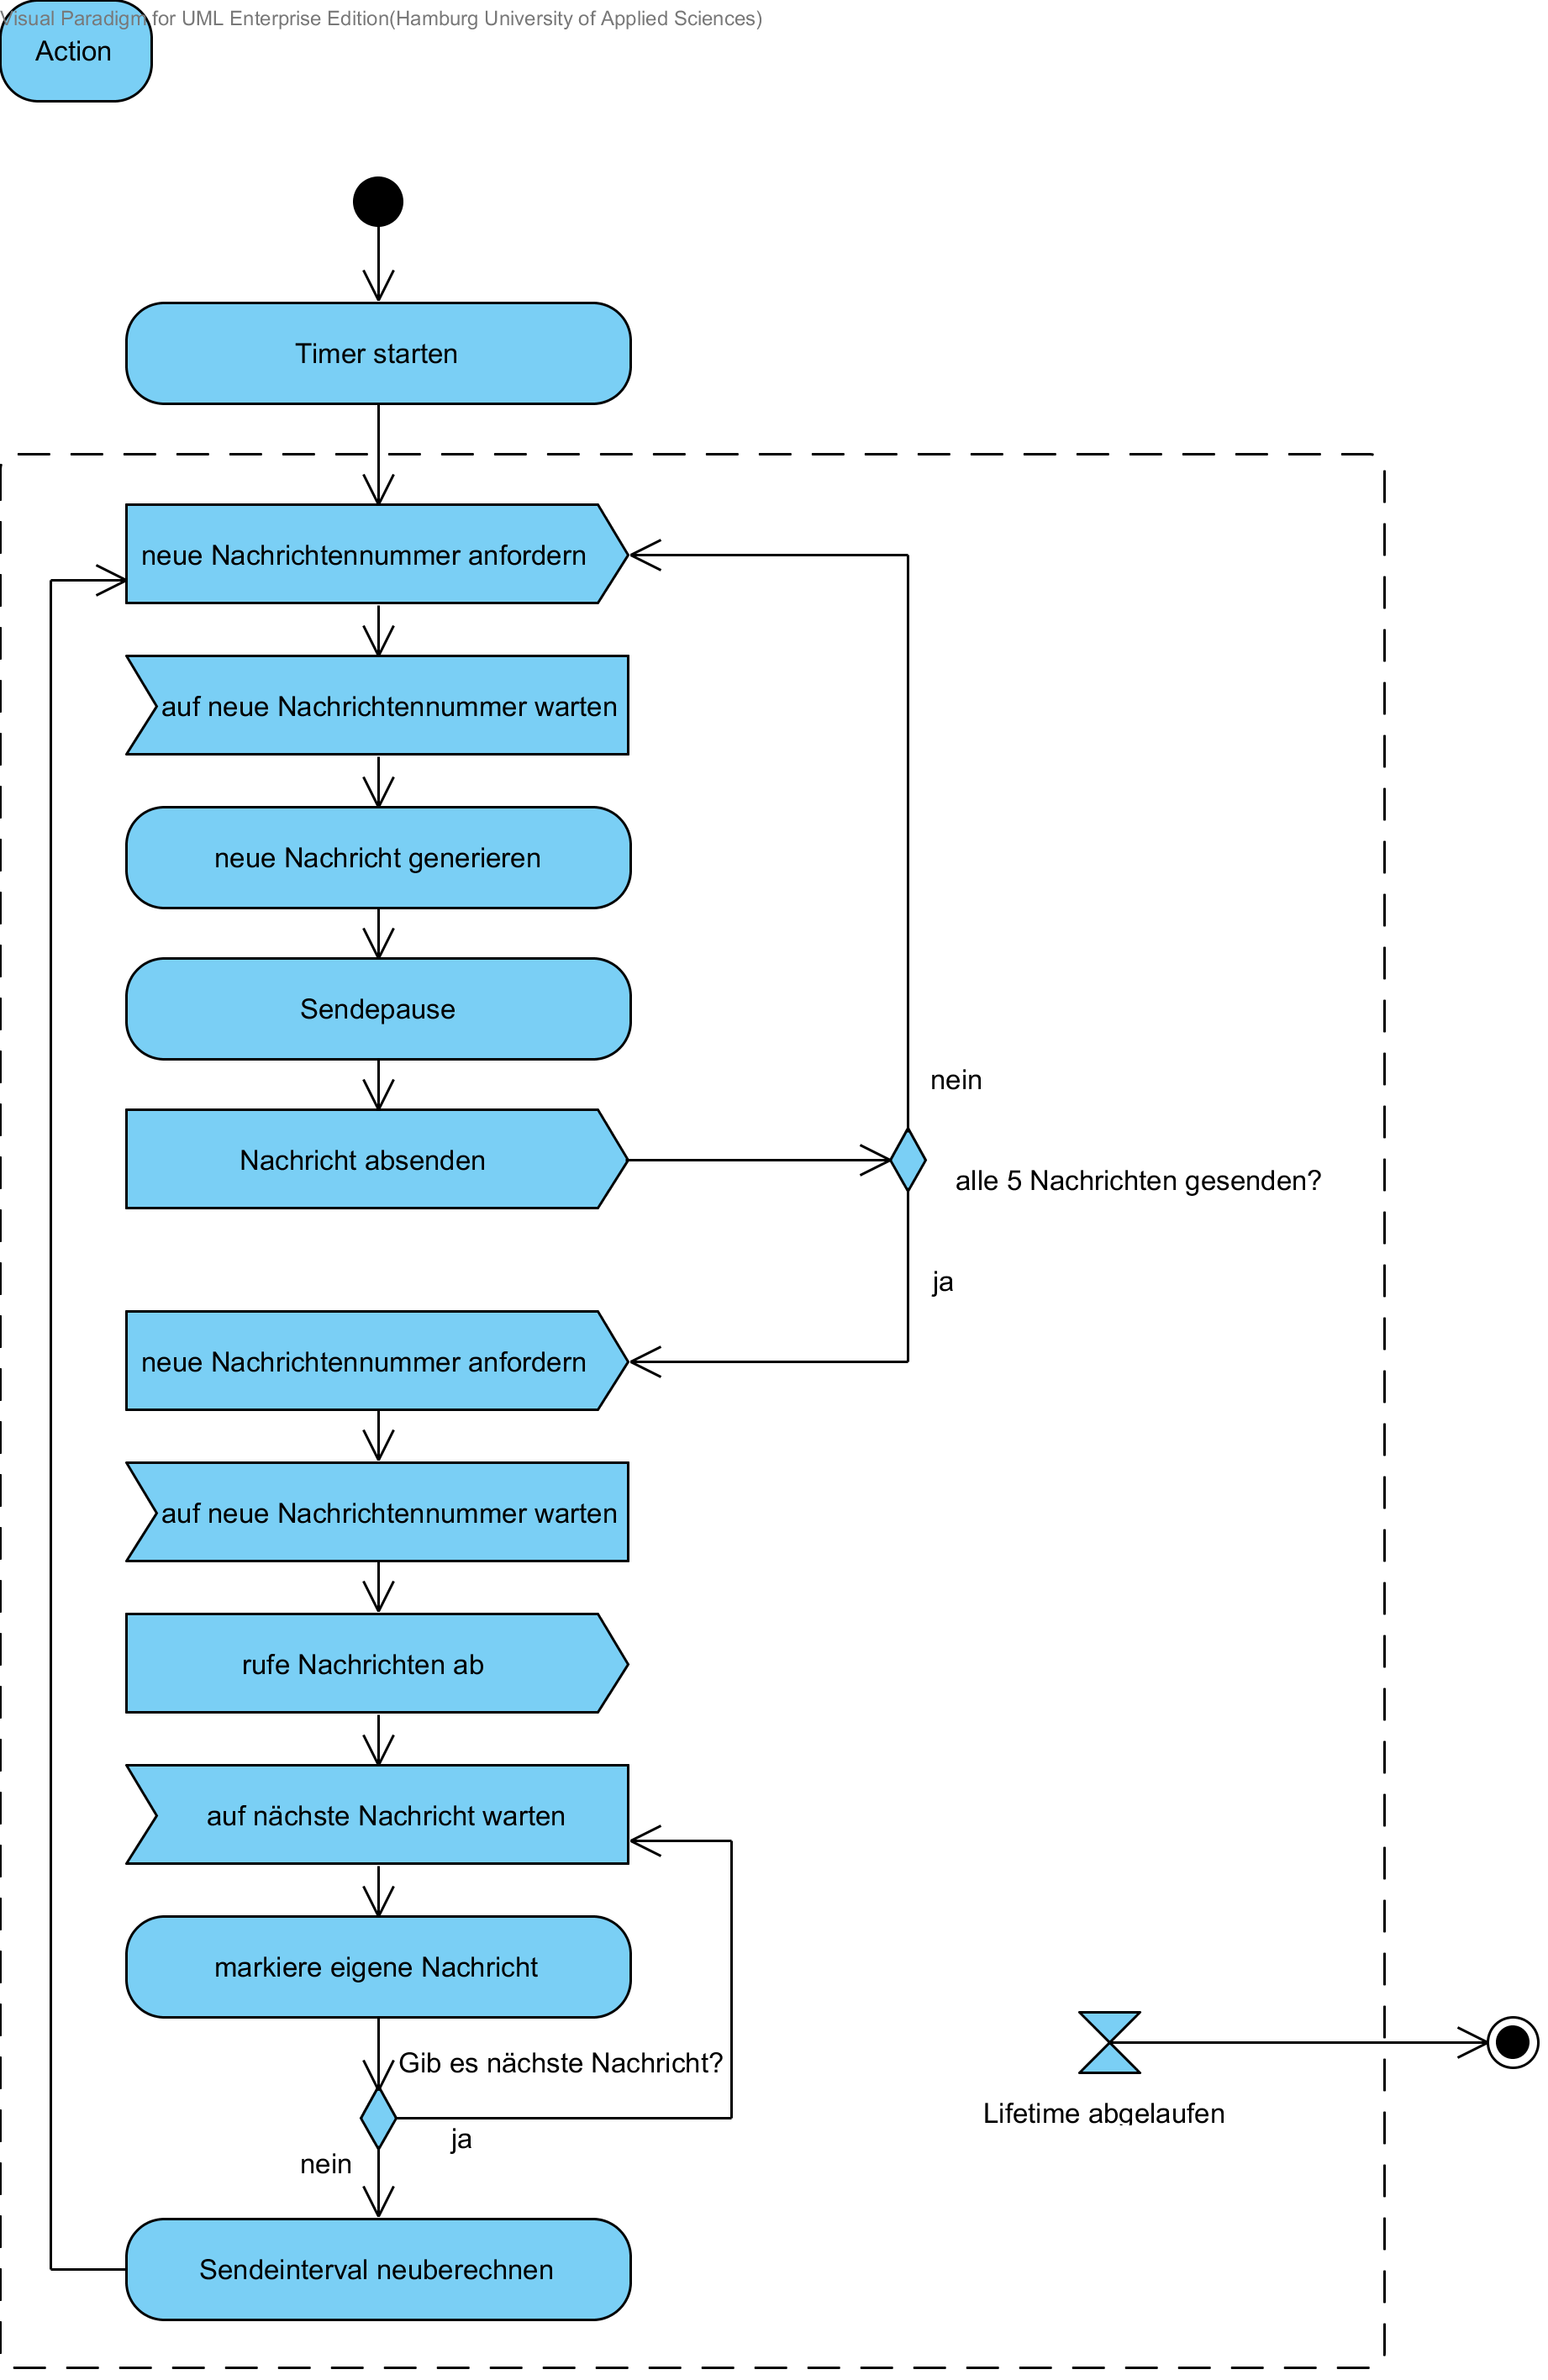 Visual Paradigm for UML Enterprise Edition(Hamburg University of Applied Sciences)
Action
Timer starten
neue Nachrichtennummer anfordern
auf neue Nachrichtennummer warten
neue Nachricht generieren
Sendepause
nein
Nachricht absenden
alle 5 Nachrichten gesenden?
ja
neue Nachrichtennummer anfordern
auf neue Nachrichtennummer warten
rufe Nachrichten ab
auf nächste Nachricht warten
markiere eigene Nachricht
Gib es nächste Nachricht?
Lifetime abgelaufen
ja
nein
Sendeinterval neuberechnen